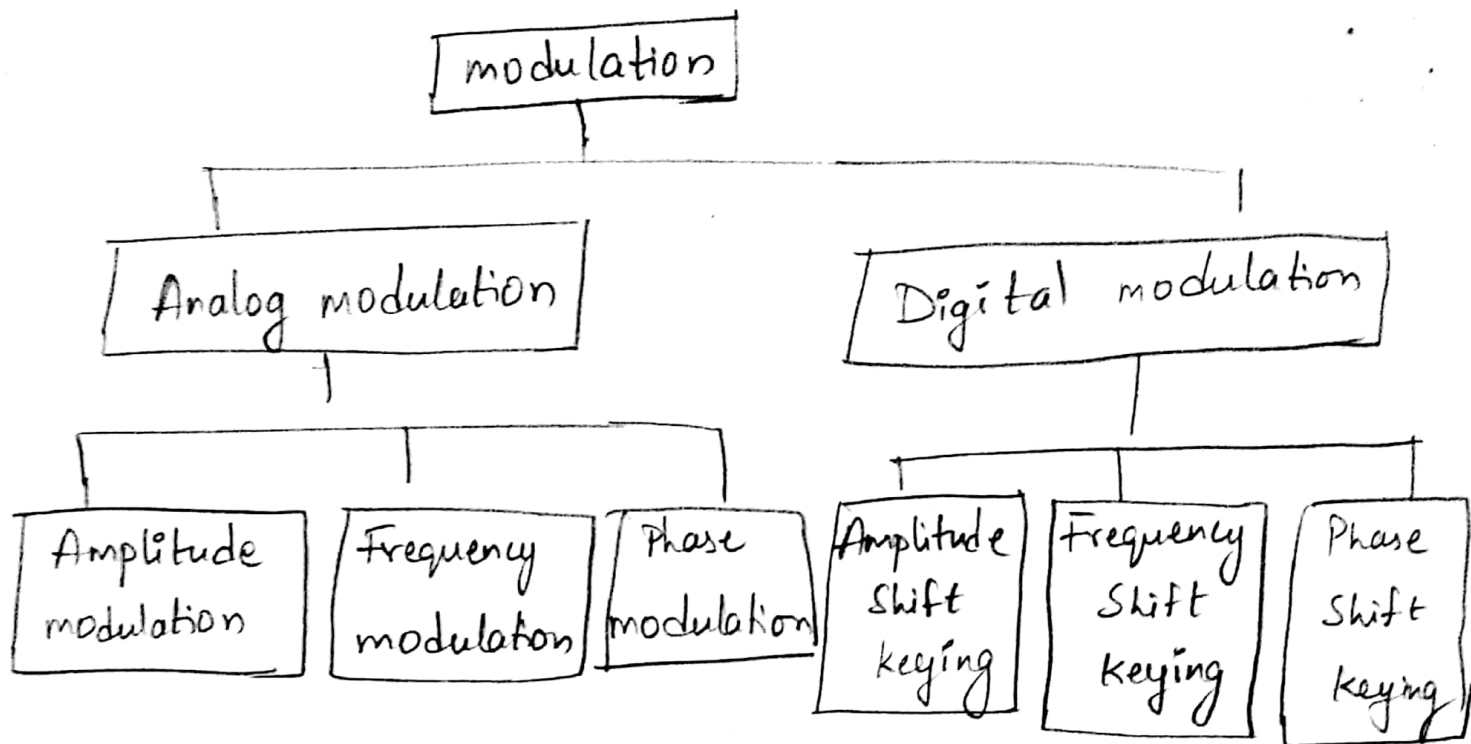 modulation
Analog modulation
Digital modulation
Amplitude
modulation
Frequency
modulation
Phase
modulation
Amplitude
Shift
keying
Frequency
Shift
keying
Phase
Shift
keying